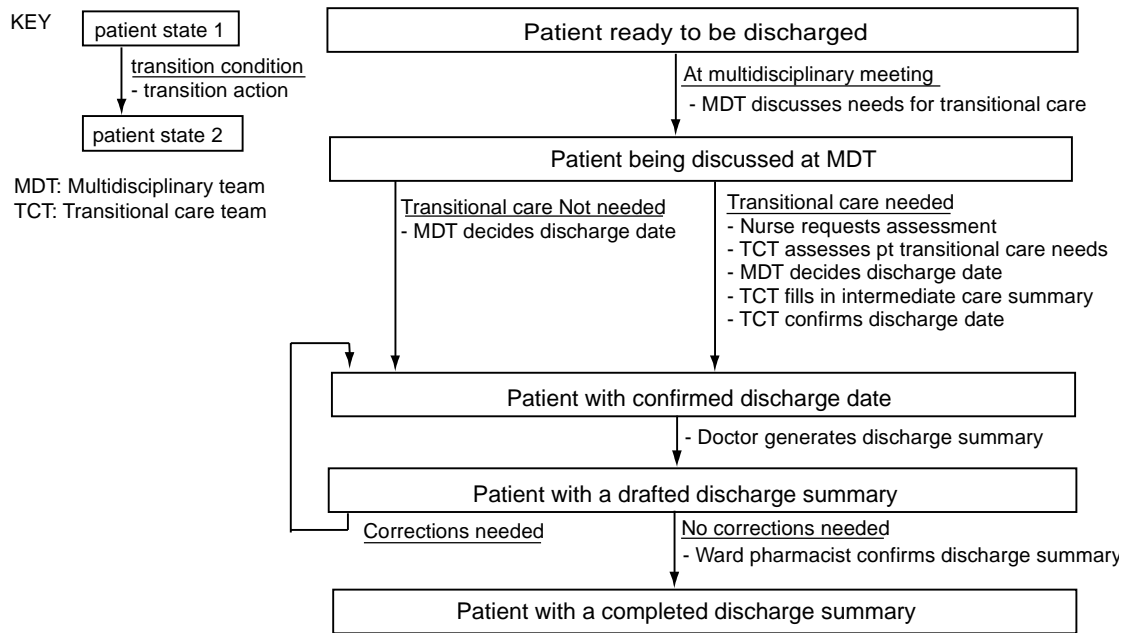 KEY
patient state 1
transition condition
- transition action
patient state 2
MDT: Multidisciplinary team
TCT: Transitional care team
Patient ready to be discharged
At multidisciplinary meeting
- MDT discusses needs for transitional care
Patient being discussed at MDT
Transitional care Not needed
- MDT decides discharge date
Transitional care needed
- Nurse requests assessment
- TCT assesses pt transitional care needs
- MDT decides discharge date
- TCT fills in intermediate care summary
- TCT confirms discharge date
Patient with confirmed discharge date
- Doctor generates discharge summary
Patient with a drafted discharge summary
Corrections needed
No corrections needed
- Ward pharmacist confirms discharge summary
Patient with a completed discharge summary